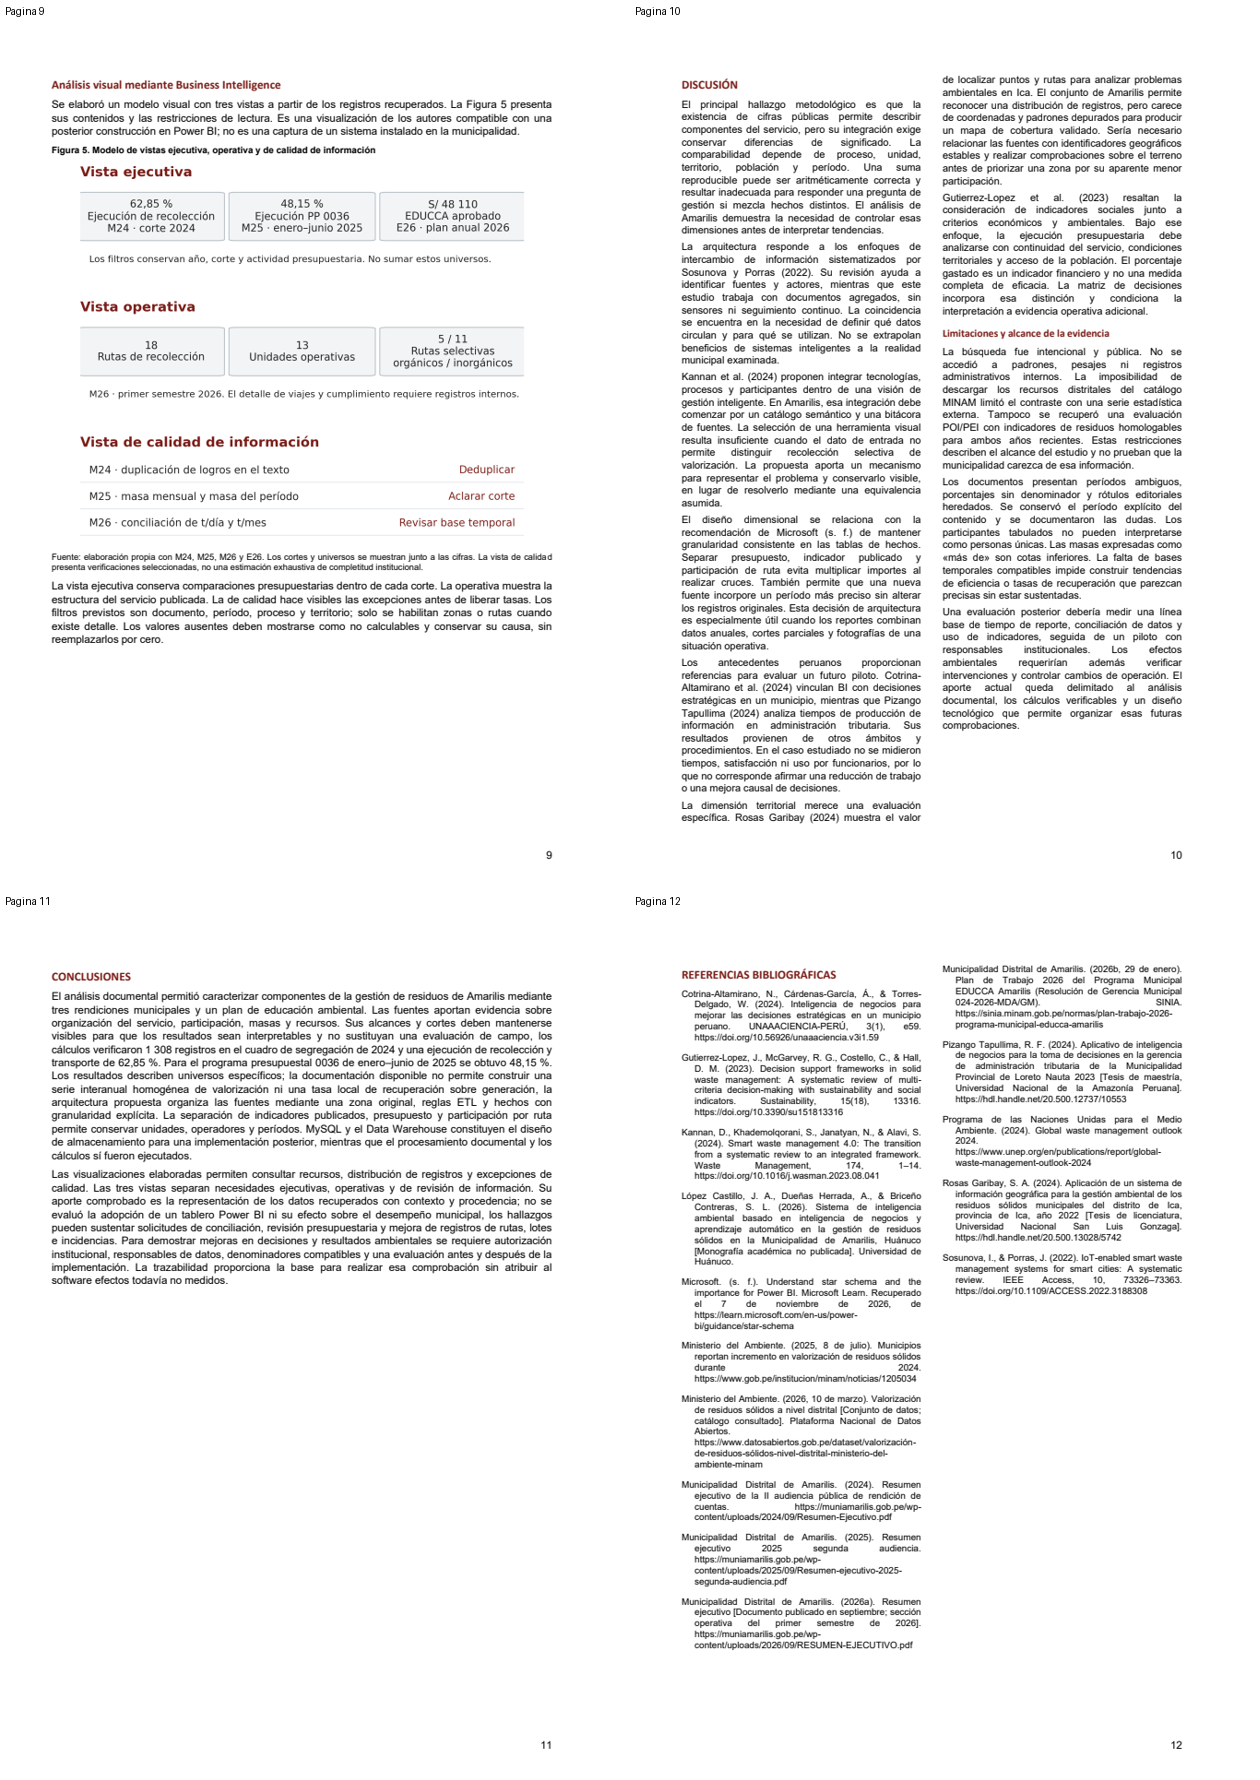 Pagina 9
Análisis visual mediante Business Intelligence
Se elaboró un modelo visual con tres vistas a partir de los registros recuperados. La Figura 5 presenta
sus contenidos y las restricciones de lectura. Es una visualización de los autores compatible con una
posterior construcción en Power BI; no es una captura de un sistema instalado en la municipalidad.
Figura 5. Modelo de vistas ejecutiva, operativa y de calidad de información
Vista ejecutiva
62,85 %
Ejecución de recolección
M24 · corte 2024
48,15 %
Ejecución PP 0036
M25 · enero–junio 2025
S/ 48 110
EDUCCA aprobado
E26 · plan anual 2026
Los filtros conservan año, corte y actividad presupuestaria. No sumar estos universos.
Vista operativa
18
Rutas de recolección
13
Unidades operativas
5 / 11
Rutas selectivas
orgánicos / inorgánicos
M26 · primer semestre 2026. El detalle de viajes y cumplimiento requiere registros internos.
Vista de calidad de información
M24 · duplicación de logros en el texto Deduplicar
M25 · masa mensual y masa del período Aclarar corte
M26 · conciliación de t/día y t/mes Revisar base temporal
Fuente: elaboración propia con M24, M25, M26 y E26. Los cortes y universos se muestran junto a las cifras. La vista de calidad
presenta verificaciones seleccionadas, no una estimación exhaustiva de completitud institucional.
La vista ejecutiva conserva comparaciones presupuestarias dentro de cada corte. La operativa muestra la
estructura del servicio publicada. La de calidad hace visibles las excepciones antes de liberar tasas. Los
filtros previstos son documento, período, proceso y territorio; solo se habilitan zonas o rutas cuando
existe detalle. Los valores ausentes deben mostrarse como no calculables y conservar su causa, sin
reemplazarlos por cero.
9
Pagina 10
DISCUSIÓN
El principal hallazgo metodológico es que la
existencia de cifras públicas permite describir
componentes del servicio, pero su integración exige
conservar diferencias de significado. La
comparabilidad depende de proceso, unidad,
territorio, población y período. Una suma
reproducible puede ser aritméticamente correcta y
resultar inadecuada para responder una pregunta de
gestión si mezcla hechos distintos. El análisis de
Amarilis demuestra la necesidad de controlar esas
dimensiones antes de interpretar tendencias.
La arquitectura responde a los enfoques de
intercambio de información sistematizados por
Sosunova y Porras (2022). Su revisión ayuda a
identificar fuentes y actores, mientras que este
estudio trabaja con documentos agregados, sin
sensores ni seguimiento continuo. La coincidencia
se encuentra en la necesidad de definir qué datos
circulan y para qué se utilizan. No se extrapolan
beneficios de sistemas inteligentes a la realidad
municipal examinada.
Kannan et al. (2024) proponen integrar tecnologías,
procesos y participantes dentro de una visión de
gestión inteligente. En Amarilis, esa integración debe
comenzar por un catálogo semántico y una bitácora
de fuentes. La selección de una herramienta visual
resulta insuficiente cuando el dato de entrada no
permite distinguir recolección selectiva de
valorización. La propuesta aporta un mecanismo
para representar el problema y conservarlo visible,
en lugar de resolverlo mediante una equivalencia
asumida.
El diseño dimensional se relaciona con la
recomendación de Microsoft (s. f.) de mantener
granularidad consistente en las tablas de hechos.
Separar presupuesto, indicador publicado y
participación de ruta evita multiplicar importes al
realizar cruces. También permite que una nueva
fuente incorpore un período más preciso sin alterar
los registros originales. Esta decisión de arquitectura
es especialmente útil cuando los reportes combinan
datos anuales, cortes parciales y fotografías de una
situación operativa.
Los antecedentes peruanos proporcionan
referencias para evaluar un futuro piloto. Cotrina-
Altamirano et al. (2024) vinculan BI con decisiones
estratégicas en un municipio, mientras que Pizango
Tapullima (2024) analiza tiempos de producción de
información en administración tributaria. Sus
resultados provienen de otros ámbitos y
procedimientos. En el caso estudiado no se midieron
tiempos, satisfacción ni uso por funcionarios, por lo
que no corresponde afirmar una reducción de trabajo
o una mejora causal de decisiones.
La dimensión territorial merece una evaluación
específica. Rosas Garibay (2024) muestra el valor
de localizar puntos y rutas para analizar problemas
ambientales en Ica. El conjunto de Amarilis permite
reconocer una distribución de registros, pero carece
de coordenadas y padrones depurados para producir
un mapa de cobertura validado. Sería necesario
relacionar las fuentes con identificadores geográficos
estables y realizar comprobaciones sobre el terreno
antes de priorizar una zona por su aparente menor
participación.
Gutierrez-Lopez et al. (2023) resaltan la
consideración de indicadores sociales junto a
criterios económicos y ambientales. Bajo ese
enfoque, la ejecución presupuestaria debe
analizarse con continuidad del servicio, condiciones
territoriales y acceso de la población. El porcentaje
gastado es un indicador financiero y no una medida
completa de eficacia. La matriz de decisiones
incorpora esa distinción y condiciona la
interpretación a evidencia operativa adicional.
Limitaciones y alcance de la evidencia
La búsqueda fue intencional y pública. No se
accedió a padrones, pesajes ni registros
administrativos internos. La imposibilidad de
descargar los recursos distritales del catálogo
MINAM limitó el contraste con una serie estadística
externa. Tampoco se recuperó una evaluación
POI/PEI con indicadores de residuos homologables
para ambos años recientes. Estas restricciones
describen el alcance del estudio y no prueban que la
municipalidad carezca de esa información.
Los documentos presentan períodos ambiguos,
porcentajes sin denominador y rótulos editoriales
heredados. Se conservó el período explícito del
contenido y se documentaron las dudas. Los
participantes tabulados no pueden interpretarse
como personas únicas. Las masas expresadas como
«más de» son cotas inferiores. La falta de bases
temporales compatibles impide construir tendencias
de eficiencia o tasas de recuperación que parezcan
precisas sin estar sustentadas.
Una evaluación posterior debería medir una línea
base de tiempo de reporte, conciliación de datos y
uso de indicadores, seguida de un piloto con
responsables institucionales. Los efectos
ambientales requerirían además verificar
intervenciones y controlar cambios de operación. El
aporte actual queda delimitado al análisis
documental, los cálculos verificables y un diseño
tecnológico que permite organizar esas futuras
comprobaciones.
10
Pagina 11
CONCLUSIONES
El análisis documental permitió caracterizar componentes de la gestión de residuos de Amarilis mediante
tres rendiciones municipales y un plan de educación ambiental. Las fuentes aportan evidencia sobre
organización del servicio, participación, masas y recursos. Sus alcances y cortes deben mantenerse
visibles para que los resultados sean interpretables y no sustituyan una evaluación de campo, los
cálculos verificaron 1 308 registros en el cuadro de segregación de 2024 y una ejecución de recolección y
transporte de 62,85 %. Para el programa presupuestal 0036 de enero–junio de 2025 se obtuvo 48,15 %.
Los resultados describen universos específicos; la documentación disponible no permite construir una
serie interanual homogénea de valorización ni una tasa local de recuperación sobre generación, la
arquitectura propuesta organiza las fuentes mediante una zona original, reglas ETL y hechos con
granularidad explícita. La separación de indicadores publicados, presupuesto y participación por ruta
permite conservar unidades, operadores y períodos. MySQL y el Data Warehouse constituyen el diseño
de almacenamiento para una implementación posterior, mientras que el procesamiento documental y los
cálculos sí fueron ejecutados.
Las visualizaciones elaboradas permiten consultar recursos, distribución de registros y excepciones de
calidad. Las tres vistas separan necesidades ejecutivas, operativas y de revisión de información. Su
aporte comprobado es la representación de los datos recuperados con contexto y procedencia; no se
evaluó la adopción de un tablero Power BI ni su efecto sobre el desempeño municipal, los hallazgos
pueden sustentar solicitudes de conciliación, revisión presupuestaria y mejora de registros de rutas, lotes
e incidencias. Para demostrar mejoras en decisiones y resultados ambientales se requiere autorización
institucional, responsables de datos, denominadores compatibles y una evaluación antes y después de la
implementación. La trazabilidad proporciona la base para realizar esa comprobación sin atribuir al
software efectos todavía no medidos.
11
Pagina 12
REFERENCIAS BIBLIOGRÁFICAS
Cotrina-Altamirano, N., Cárdenas-García, Á., & Torres-
Delgado, W. (2024). Inteligencia de negocios para
mejorar las decisiones estratégicas en un municipio
peruano. UNAAACIENCIA-PERÚ, 3(1), e59.
https://doi.org/10.56926/unaaaciencia.v3i1.59
Gutierrez-Lopez, J., McGarvey, R. G., Costello, C., & Hall,
D. M. (2023). Decision support frameworks in solid
waste management: A systematic review of multi-
criteria decision-making with sustainability and social
indicators. Sustainability, 15(18), 13316.
https://doi.org/10.3390/su151813316
Kannan, D., Khademolqorani, S., Janatyan, N., & Alavi, S.
(2024). Smart waste management 4.0: The transition
from a systematic review to an integrated framework.
Waste Management, 174, 1–14.
https://doi.org/10.1016/j.wasman.2023.08.041
López Castillo, J. A., Dueñas Herrada, A., & Briceño
Contreras, S. L. (2026). Sistema de inteligencia
ambiental basado en inteligencia de negocios y
aprendizaje automático en la gestión de residuos
sólidos en la Municipalidad de Amarilis, Huánuco
[Monografía académica no publicada]. Universidad de
Huánuco.
Microsoft. (s. f.). Understand star schema and the
importance for Power BI. Microsoft Learn. Recuperado
el 7 de noviembre de 2026, de
https://learn.microsoft.com/en-us/power-
bi/guidance/star-schema
Ministerio del Ambiente. (2025, 8 de julio). Municipios
reportan incremento en valorización de residuos sólidos
durante 2024.
https://www.gob.pe/institucion/minam/noticias/1205034
Ministerio del Ambiente. (2026, 10 de marzo). Valorización
de residuos sólidos a nivel distrital [Conjunto de datos;
catálogo consultado]. Plataforma Nacional de Datos
Abiertos.
https://www.datosabiertos.gob.pe/dataset/valorización-
de-residuos-sólidos-nivel-distrital-ministerio-del-
ambiente-minam
Municipalidad Distrital de Amarilis. (2024). Resumen
ejecutivo de la II audiencia pública de rendición de
cuentas. https://muniamarilis.gob.pe/wp-
content/uploads/2024/09/Resumen-Ejecutivo.pdf
Municipalidad Distrital de Amarilis. (2025). Resumen
ejecutivo 2025 segunda audiencia.
https://muniamarilis.gob.pe/wp-
content/uploads/2025/09/Resumen-ejecutivo-2025-
segunda-audiencia.pdf
Municipalidad Distrital de Amarilis. (2026a). Resumen
ejecutivo [Documento publicado en septiembre; sección
operativa del primer semestre de 2026].
https://muniamarilis.gob.pe/wp-
content/uploads/2026/09/RESUMEN-EJECUTIVO.pdf
Municipalidad Distrital de Amarilis. (2026b, 29 de enero).
Plan de Trabajo 2026 del Programa Municipal
EDUCCA Amarilis (Resolución de Gerencia Municipal
024-2026-MDA/GM). SINIA.
https://sinia.minam.gob.pe/normas/plan-trabajo-2026-
programa-municipal-educca-amarilis
Pizango Tapullima, R. F. (2024). Aplicativo de inteligencia
de negocios para la toma de decisiones en la gerencia
de administración tributaria de la Municipalidad
Provincial de Loreto Nauta 2023 [Tesis de maestría,
Universidad Nacional de la Amazonía Peruana].
https://hdl.handle.net/20.500.12737/10553
Programa de las Naciones Unidas para el Medio
Ambiente. (2024). Global waste management outlook
2024.
https://www.unep.org/en/publications/report/global-
waste-management-outlook-2024
Rosas Garibay, S. A. (2024). Aplicación de un sistema de
información geográfica para la gestión ambiental de los
residuos sólidos municipales del distrito de Ica,
provincia de Ica, año 2022 [Tesis de licenciatura,
Universidad Nacional San Luis Gonzaga].
https://hdl.handle.net/20.500.13028/5742
Sosunova, I., & Porras, J. (2022). IoT-enabled smart waste
management systems for smart cities: A systematic
review. IEEE Access, 10, 73326–73363.
https://doi.org/10.1109/ACCESS.2022.3188308
12